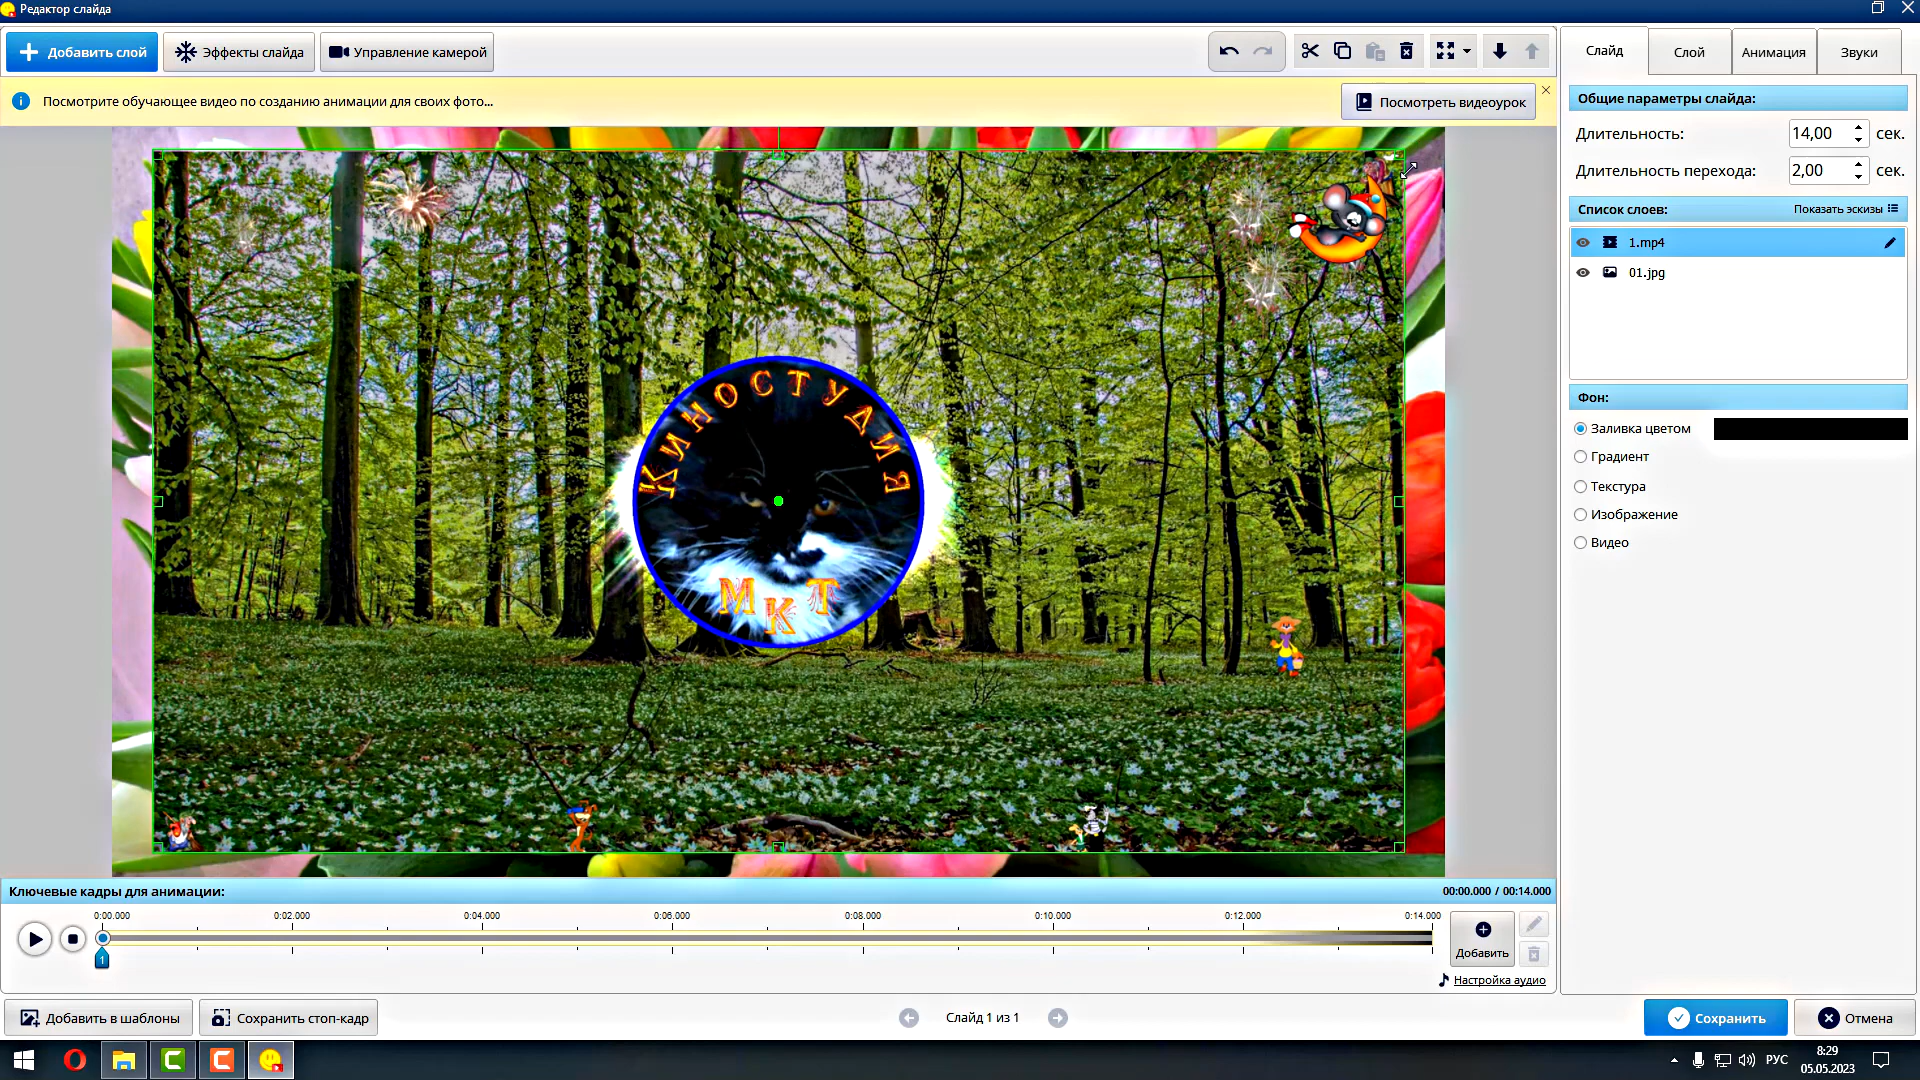 Редактор слайда
Добавить слой
Эффекты слайда
Управление камерой
Посмотрите обучающее видео по созданию анимации для своих фото...
Посмотреть видеоурок
КИНОСТУДИЯ
МКТ
Слайд
Слой
Анимация
Звуки
Общие параметры слайда:
Длительность: 14,00 сек.
Длительность перехода: 2,00 сек.
Список слоев: Показать эскизы
1.mp4
01.jpg
Фон:
Заливка цветом
Градиент
Текстура
Изображение
Видео
Ключевые кадры для анимации: 00:00.000 / 00:14.000
0:00.000 0:02.000 0:04.000 0:06.000 0:08.000 0:10.000 0:12.000 0:14.000
1
Добавить
Настройка аудио
Добавить в шаблоны
Сохранить стоп-кадр
Слайд 1 из 1
Сохранить
Отмена
РУС
8:29
05.05.2023